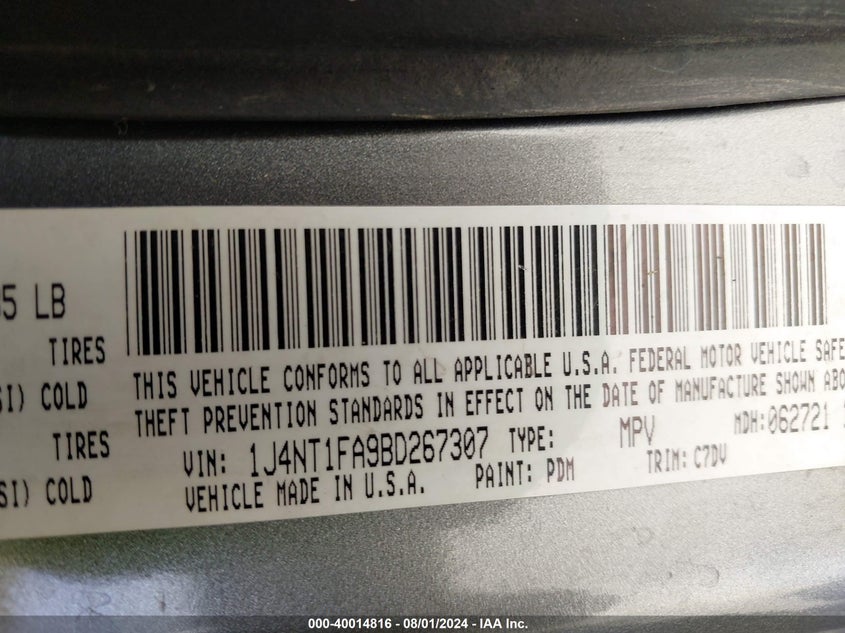 05 LB
TIRES
SI) COLD
TIRES
SI) COLD
THIS VEHICLE CONFORMS TO ALL APPLICABLE U.S.A. FEDERAL MOTOR VEHICLE SAFE
THEFT PREVENTION STANDARDS IN EFFECT ON THE DATE OF MANUFACTURE SHOWN ABO
VIN: 1J4NT1FA9BD267307 TYPE: MPV MDH:062721
VEHICLE MADE IN U.S.A. PAINT: PDM TRIM:C7DV
000-40014816 - 08/01/2024 - IAA Inc.